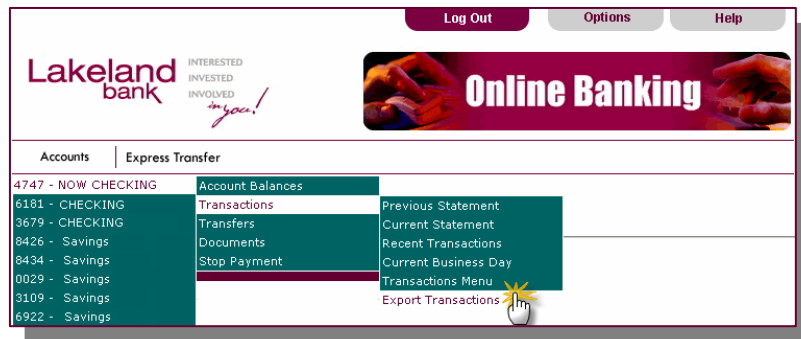 Log Out Options Help
Lakeland bank
INTERESTED
INVESTED
INVOLVED
in you!
Online Banking
Accounts Express Transfer
4747 - NOW CHECKING
6181 - CHECKING
3679 - CHECKING
8426 - Savings
8434 - Savings
0029 - Savings
3109 - Savings
6922 - Savings
Account Balances
Transactions
Transfers
Documents
Stop Payment
Previous Statement
Current Statement
Recent Transactions
Current Business Day
Transactions Menu
Export Transactions